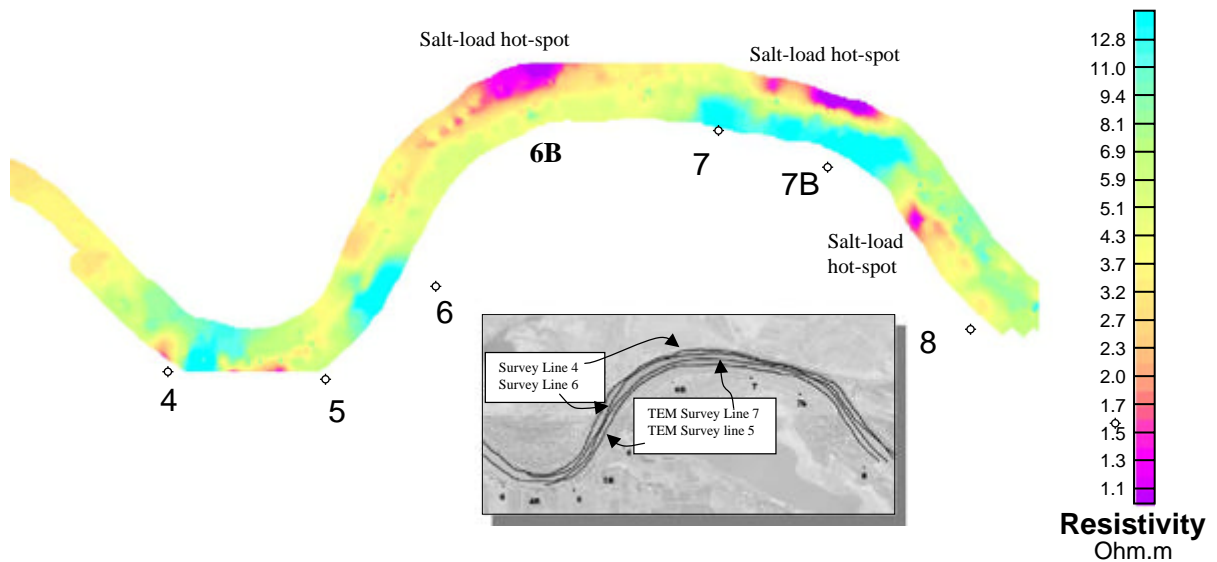 Salt-load hot-spot
Salt-load hot-spot
6B
7
7B
Salt-load
hot-spot
6
8
4
5
Survey Line 4
Survey Line 6
TEM Survey Line 7
TEM Survey line 5
6B
7
12.8
11.0
9.4
8.1
6.9
5.9
5.1
4.3
3.7
3.2
2.7
2.3
2.0
1.7
1.5
1.3
1.1
Resistivity
Ohm.m